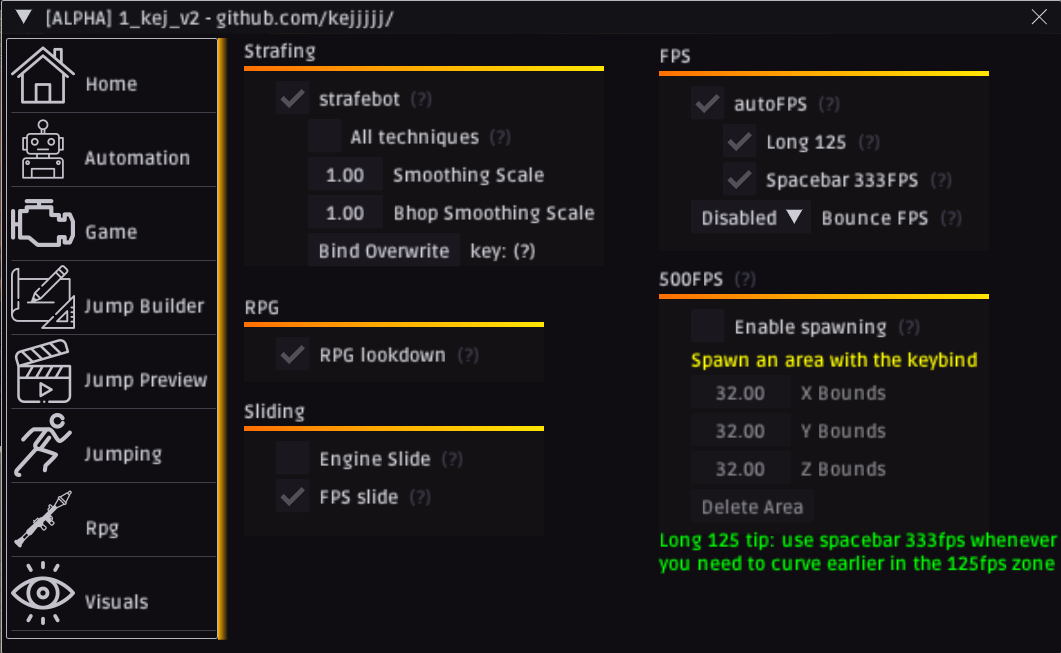 [ALPHA] 1_kej_v2 - github.com/kejjjjj/
Home
Automation
Game
Jump Builder
Jump Preview
Jumping
Rpg
Visuals
Strafing
strafebot (?)
All techniques (?)
1.00 Smoothing Scale
1.00 Bhop Smoothing Scale
Bind Overwrite key: (?)
RPG
RPG lookdown (?)
Sliding
Engine Slide (?)
FPS slide (?)
FPS
autoFPS (?)
Long 125 (?)
Spacebar 333FPS (?)
Disabled Bounce FPS (?)
500FPS (?)
Enable spawning (?)
Spawn an area with the keybind
32.00 X Bounds
32.00 Y Bounds
32.00 Z Bounds
Delete Area
Long 125 tip: use spacebar 333fps whenever
you need to curve earlier in the 125fps zone